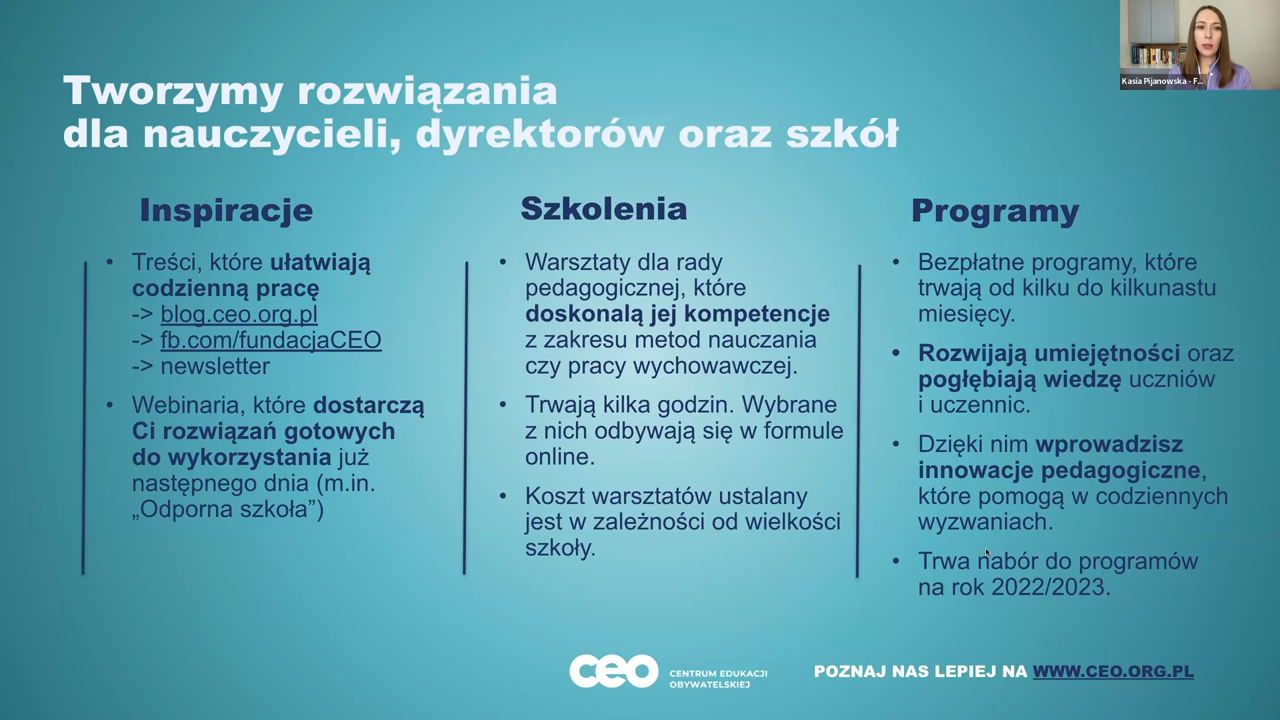 Kasia Pijanowska - F...
Tworzymy rozwiązania
dla nauczycieli, dyrektorów oraz szkół
Inspiracje
• Treści, które ułatwiają
codzienną pracę
-> blog.ceo.org.pl
-> fb.com/fundacjaCEO
-> newsletter
• Webinaria, które dostarczą
Ci rozwiązań gotowych
do wykorzystania już
następnego dnia (m.in.
„Odporna szkoła”)
Szkolenia
• Warsztaty dla rady
pedagogicznej, które
doskonalą jej kompetencje
z zakresu metod nauczania
czy pracy wychowawczej.
• Trwają kilka godzin. Wybrane
z nich odbywają się w formule
online.
• Koszt warsztatów ustalany
jest w zależności od wielkości
szkoły.
Programy
• Bezpłatne programy, które
trwają od kilku do kilkunastu
miesięcy.
• Rozwijają umiejętności oraz
pogłębiają wiedzę uczniów
i uczennic.
• Dzięki nim wprowadzisz
innowacje pedagogiczne,
które pomogą w codziennych
wyzwaniach.
• Trwa nabór do programów
na rok 2022/2023.
ceo
CENTRUM EDUKACJI
OBYWATELSKIEJ
POZNAJ NAS LEPIEJ NA WWW.CEO.ORG.PL